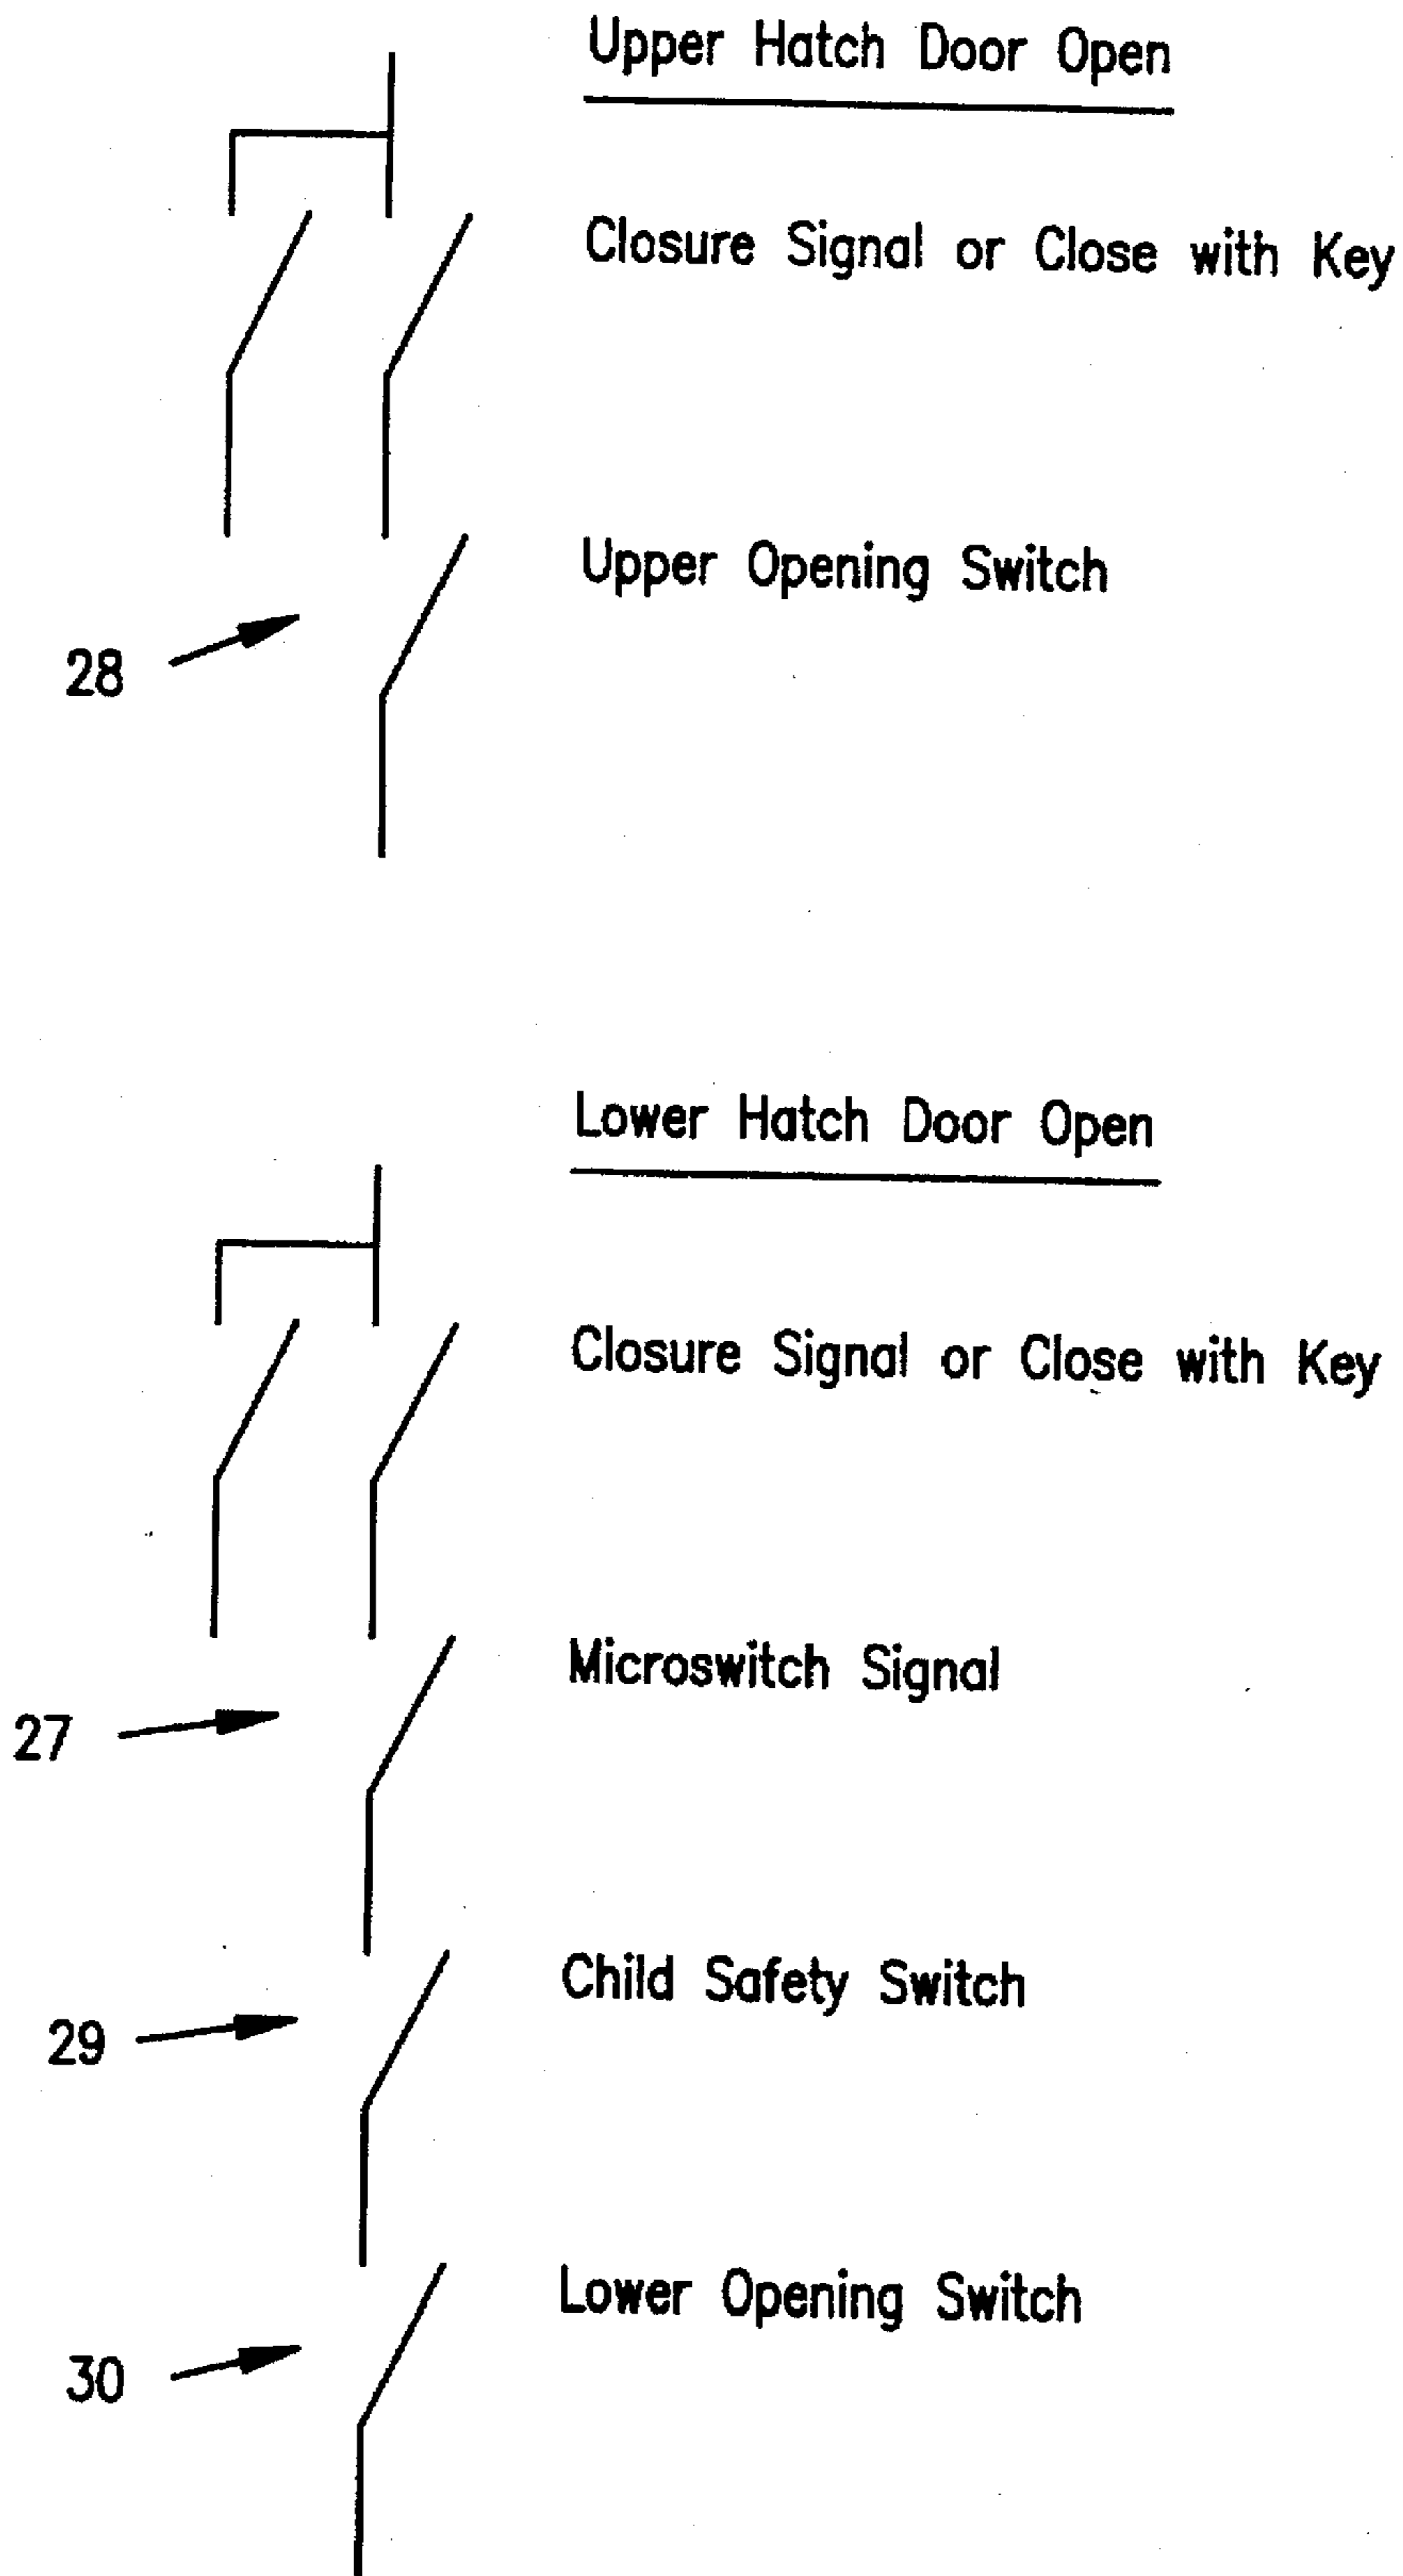 Upper Hatch Door Open
Closure Signal or Close with Key
Upper Opening Switch
28
Lower Hatch Door Open
Closure Signal or Close with Key
Microswitch Signal
27
Child Safety Switch
29
Lower Opening Switch
30